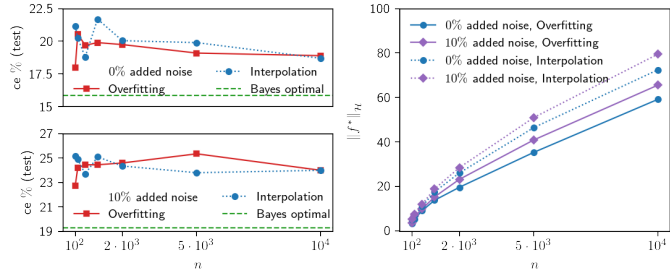 22.5
20
17.5
15
ce % (test)
0% added noise
Interpolation
Overfitting
Bayes optimal
27
25
23
21
19
ce % (test)
10% added noise
Interpolation
Overfitting
Bayes optimal
10² 2 · 10³ 5 · 10³ 10⁴
n
100
80
60
40
20
0
||f*||_ℋ
0% added noise, Overfitting
10% added noise, Overfitting
0% added noise, Interpolation
10% added noise, Interpolation
10² 2 · 10³ 5 · 10³ 10⁴
n